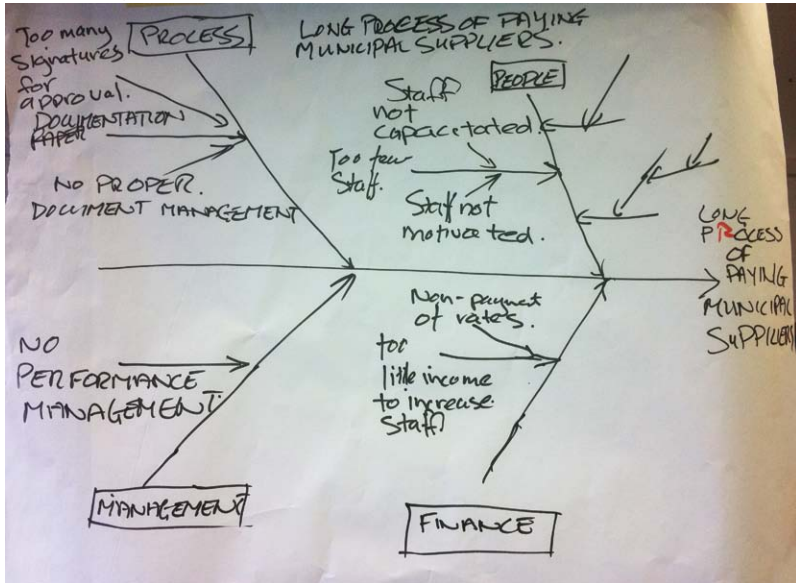 LONG PROCESS OF PAYING
MUNICIPAL SUPPLIERS.
PROCESS
Too many
signatures
for
approval.
DOCUMENTATION
PAPER
NO PROPER.
DOCUMENT MANAGEMENT
PEOPLE
Staff
not
capacetated.
Too few
Staff.
Staff not
motivated.
LONG
PROCESS
OF
PAYING
MUNICIPAL
SUPPLIERS
NO
PERFORMANCE
MANAGEMENT.
MANAGEMENT
Non-payment
of rates.
too
little income
to increase
Staff
FINANCE